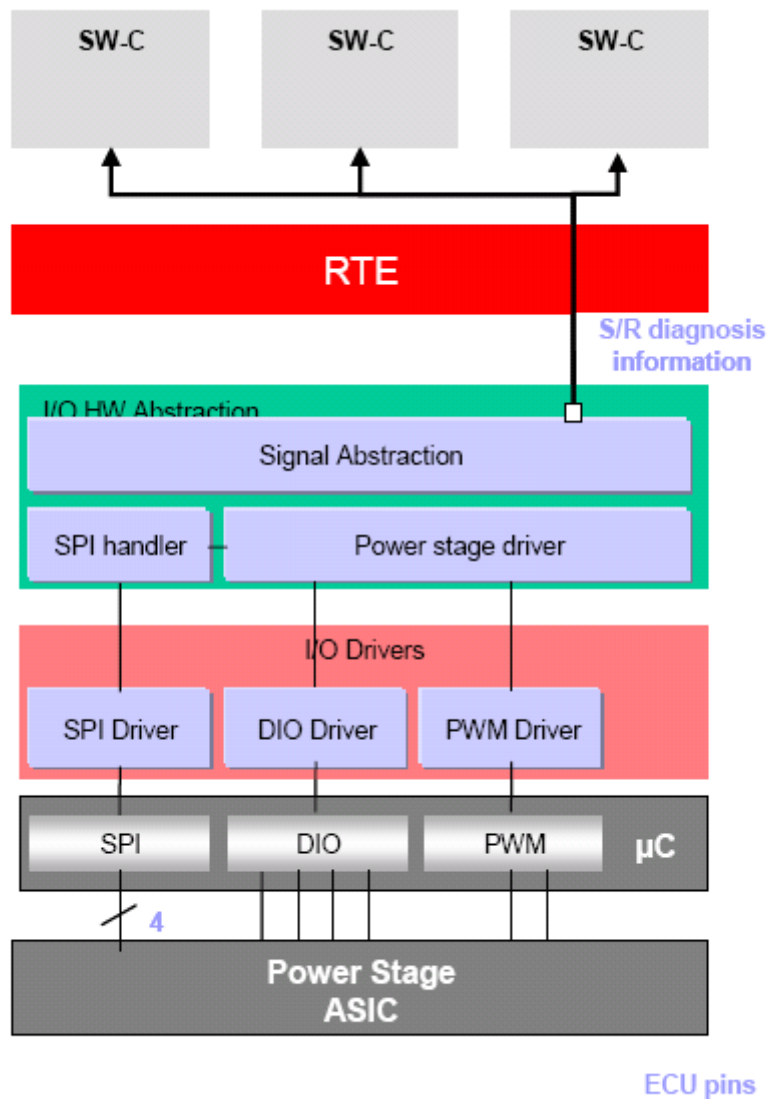 SW-C
SW-C
SW-C
RTE
S/R diagnosis
information
I/O HW Abstraction
Signal Abstraction
SPI handler
Power stage driver
I/O Drivers
SPI Driver
DIO Driver
PWM Driver
SPI
DIO
PWM
µC
4
Power Stage
ASIC
ECU pins